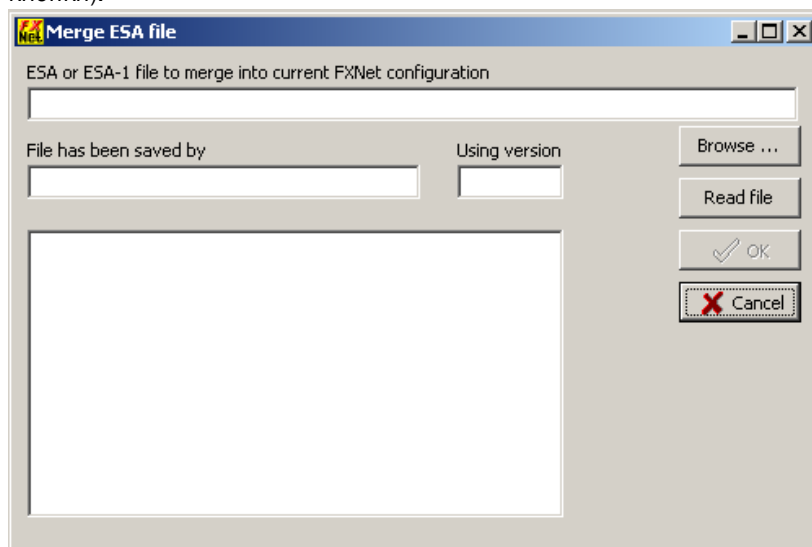 FX
Net Merge ESA file
ESA or ESA-1 file to merge into current FXNet configuration
File has been saved by Using version Browse ...
Read file
OK
Cancel